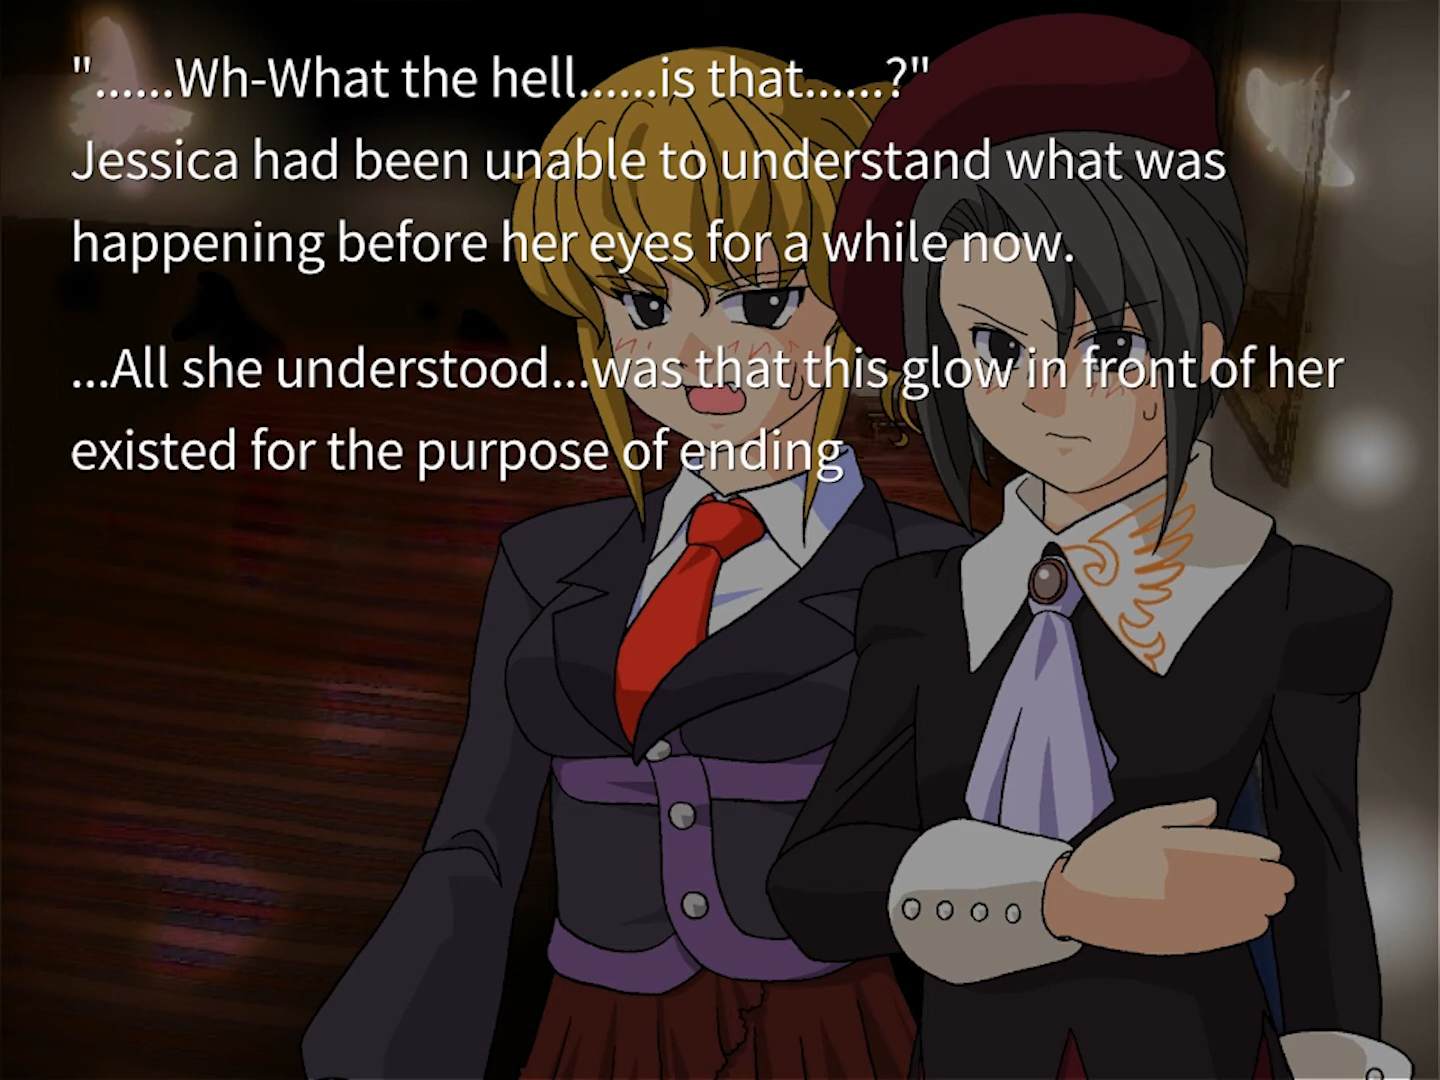 "......Wh-What the hell......is that......?"
Jessica had been unable to understand what was
happening before her eyes for a while now.
...All she understood...was that this glow in front of her
existed for the purpose of ending